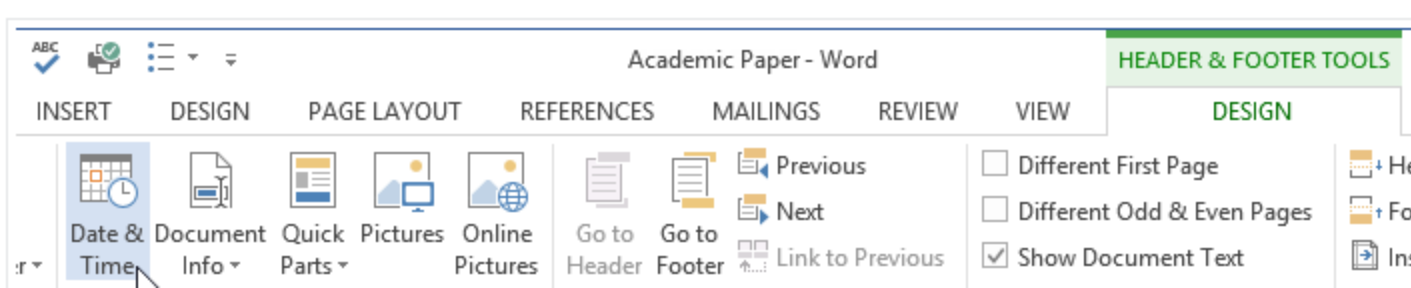 ABC
Academic Paper - Word
HEADER & FOOTER TOOLS
INSERT DESIGN PAGE LAYOUT REFERENCES MAILINGS REVIEW VIEW DESIGN
Date & Time
Document Info
Quick Parts
Pictures
Online Pictures
Go to Header
Go to Footer
Previous
Next
Link to Previous
Different First Page
Different Odd & Even Pages
Show Document Text